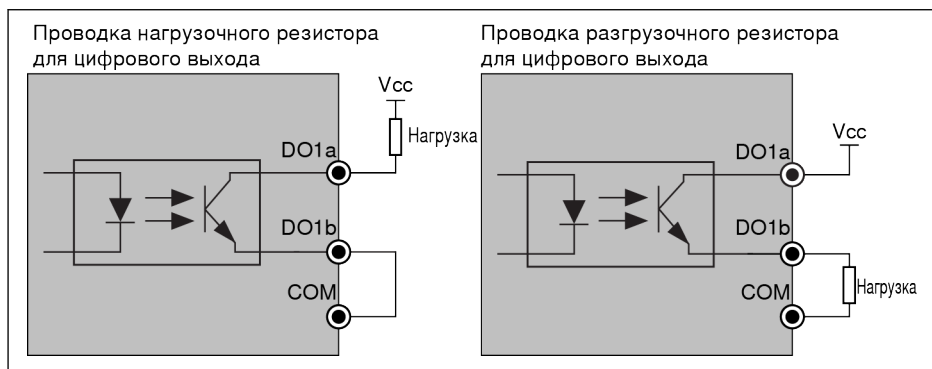 Проводка нагрузочного резистора
для цифрового выхода
Vcc
Нагрузка
DO1a
DO1b
COM
Проводка разгрузочного резистора
для цифрового выхода
Vcc
DO1a
DO1b
COM
Нагрузка